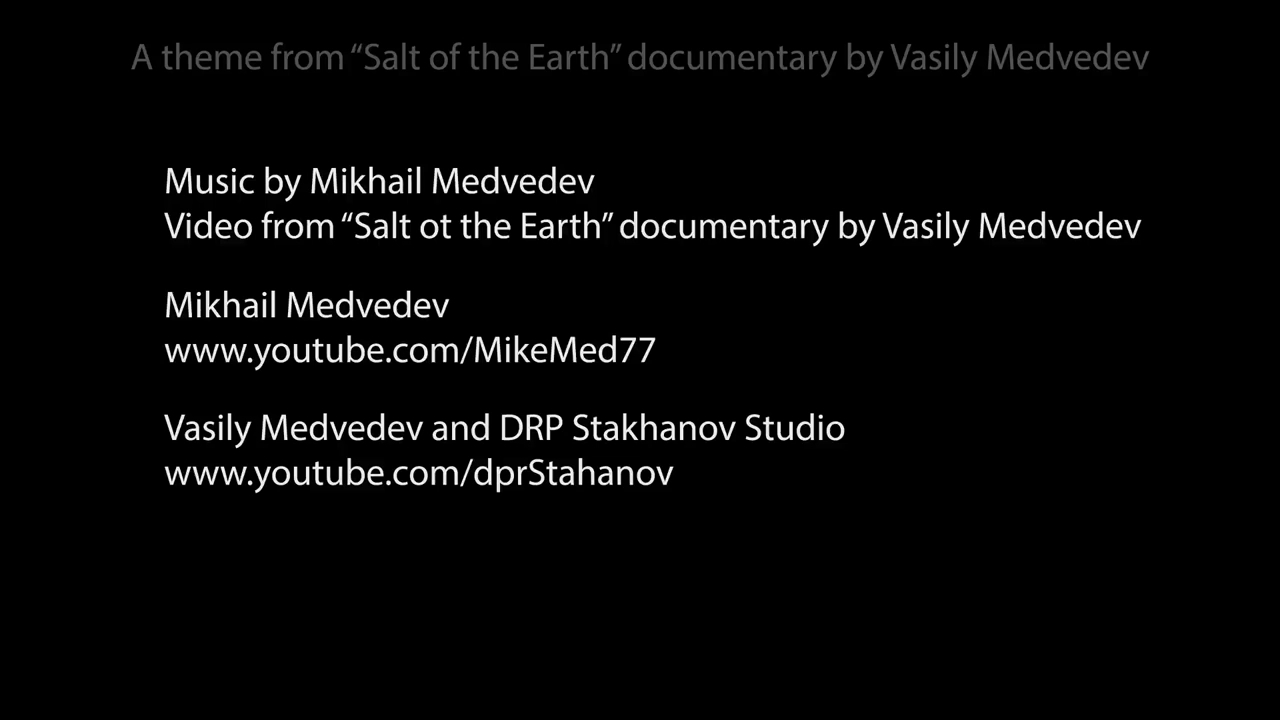 A theme from “Salt of the Earth” documentary by Vasily Medvedev
Music by Mikhail Medvedev
Video from “Salt ot the Earth” documentary by Vasily Medvedev
Mikhail Medvedev
www.youtube.com/MikeMed77
Vasily Medvedev and DRP Stakhanov Studio
www.youtube.com/dprStahanov